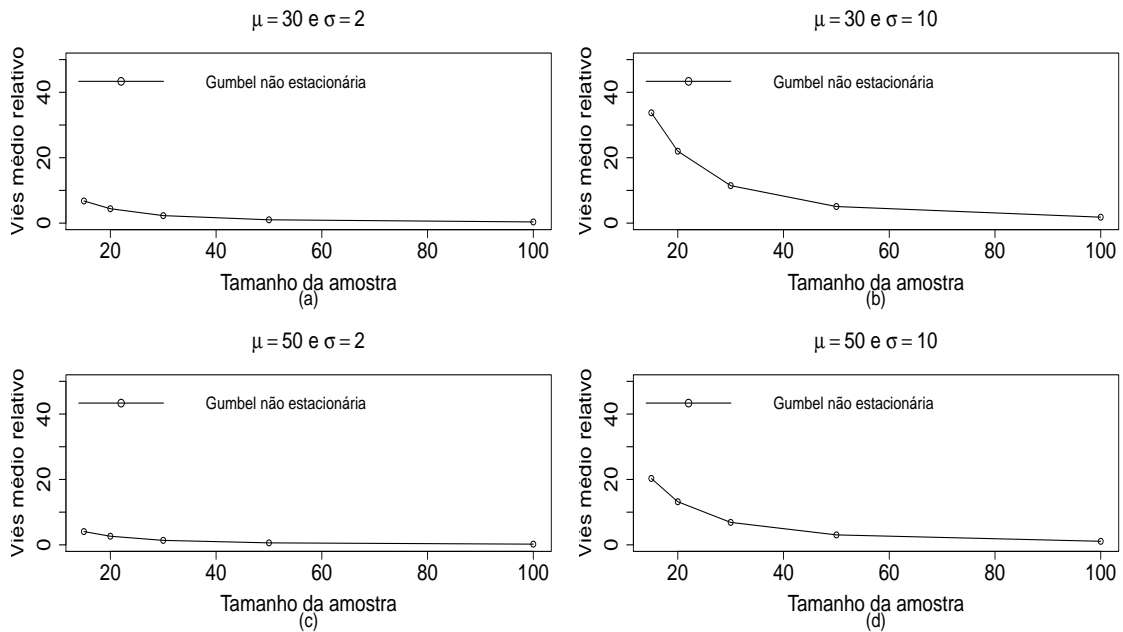 μ = 30 e σ = 2
Viés médio relativo
0 20 40
Gumbel não estacionária
20 40 60 80 100
Tamanho da amostra
(a)
μ = 30 e σ = 10
Viés médio relativo
0 20 40
Gumbel não estacionária
20 40 60 80 100
Tamanho da amostra
(b)
μ = 50 e σ = 2
Viés médio relativo
0 20 40
Gumbel não estacionária
20 40 60 80 100
Tamanho da amostra
(c)
μ = 50 e σ = 10
Viés médio relativo
0 20 40
Gumbel não estacionária
20 40 60 80 100
Tamanho da amostra
(d)